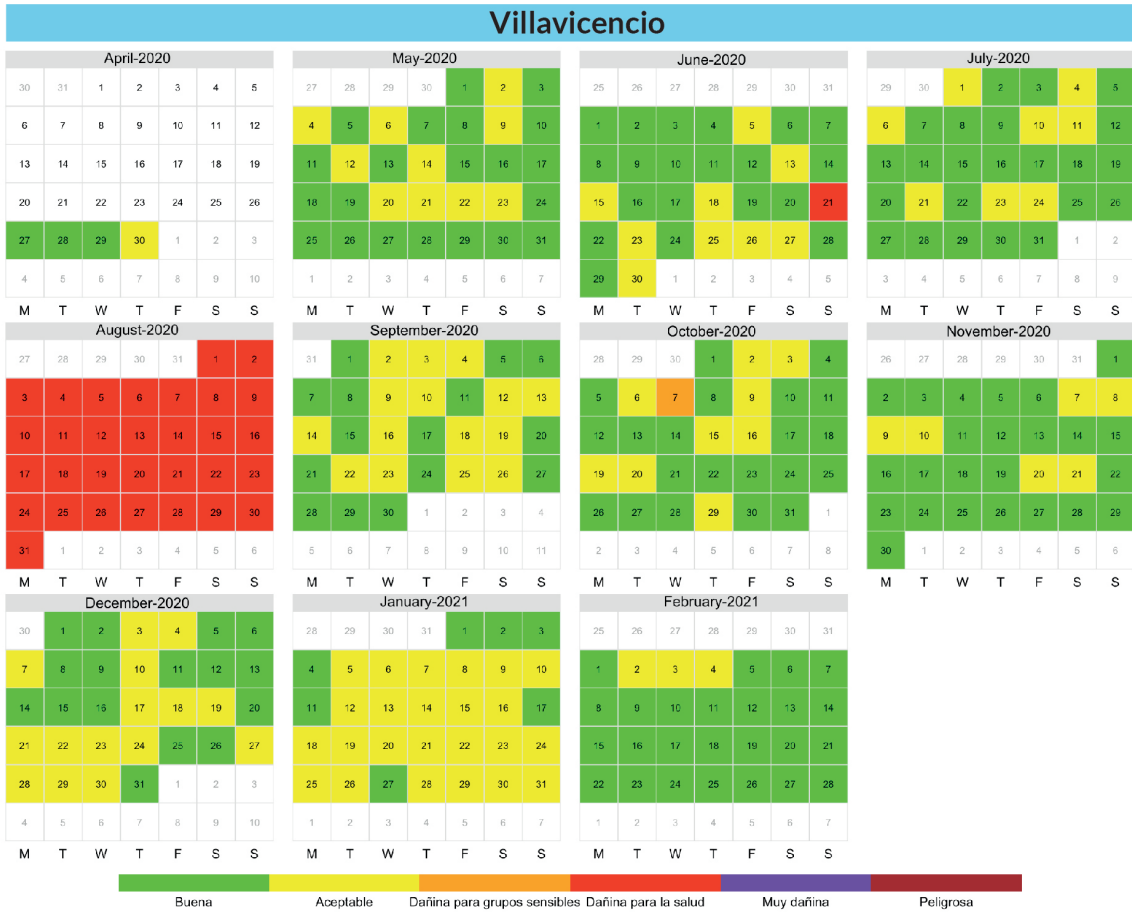 Villavicencio
April-2020 May-2020 June-2020 July-2020
30 31 1 2 3 4 5 27 28 29 30 1 2 3 25 26 27 28 29 30 31 29 30 1 2 3 4 5
6 7 8 9 10 11 12 4 5 6 7 8 9 10 1 2 3 4 5 6 7 6 7 8 9 10 11 12
13 14 15 16 17 18 19 11 12 13 14 15 16 17 8 9 10 11 12 13 14 13 14 15 16 17 18 19
20 21 22 23 24 25 26 18 19 20 21 22 23 24 15 16 17 18 19 20 21 20 21 22 23 24 25 26
27 28 29 30 1 2 3 25 26 27 28 29 30 31 22 23 24 25 26 27 28 27 28 29 30 31 1 2
4 5 6 7 8 9 10 1 2 3 4 5 6 7 29 30 1 2 3 4 5 3 4 5 6 7 8 9
M T W T F S S M T W T F S S M T W T F S S M T W T F S S
August-2020 September-2020 October-2020 November-2020
27 28 29 30 31 1 2 31 1 2 3 4 5 6 28 29 30 1 2 3 4 26 27 28 29 30 31 1
3 4 5 6 7 8 9 7 8 9 10 11 12 13 5 6 7 8 9 10 11 2 3 4 5 6 7 8
10 11 12 13 14 15 16 14 15 16 17 18 19 20 12 13 14 15 16 17 18 9 10 11 12 13 14 15
17 18 19 20 21 22 23 21 22 23 24 25 26 27 19 20 21 22 23 24 25 16 17 18 19 20 21 22
24 25 26 27 28 29 30 28 29 30 1 2 3 4 26 27 28 29 30 31 1 23 24 25 26 27 28 29
31 1 2 3 4 5 6 5 6 7 8 9 10 11 2 3 4 5 6 7 8 30 1 2 3 4 5 6
M T W T F S S M T W T F S S M T W T F S S M T W T F S S
December-2020 January-2021 February-2021
30 1 2 3 4 5 6 28 29 30 31 1 2 3 25 26 27 28 29 30 31
7 8 9 10 11 12 13 4 5 6 7 8 9 10 1 2 3 4 5 6 7
14 15 16 17 18 19 20 11 12 13 14 15 16 17 8 9 10 11 12 13 14
21 22 23 24 25 26 27 18 19 20 21 22 23 24 15 16 17 18 19 20 21
28 29 30 31 1 2 3 25 26 27 28 29 30 31 22 23 24 25 26 27 28
4 5 6 7 8 9 10 1 2 3 4 5 6 7 1 2 3 4 5 6 7
M T W T F S S M T W T F S S M T W T F S S
Buena Aceptable Dañina para grupos sensibles Dañina para la salud Muy dañina Peligrosa